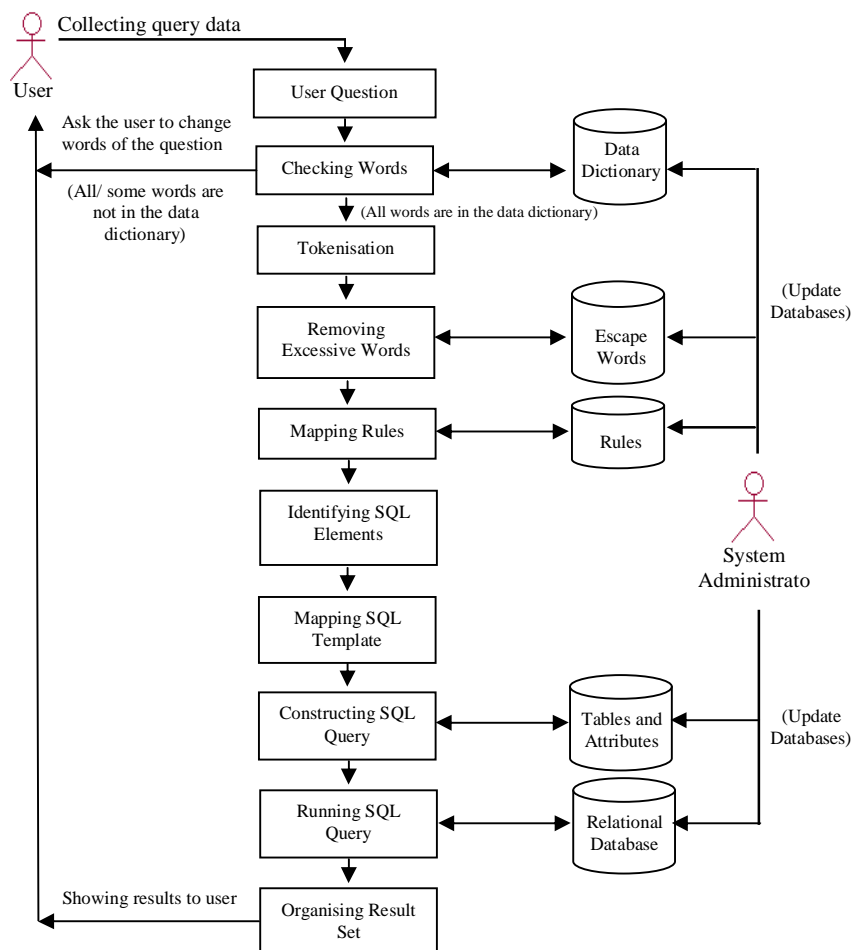 Collecting query data
User
User Question
Ask the user to change
words of the question
Checking Words
Data
Dictionary
(All/ some words are
not in the data
dictionary)
(All words are in the data dictionary)
Tokenisation
(Update
Databases)
Removing
Excessive Words
Escape
Words
Mapping Rules
Rules
Identifying SQL
Elements
System
Administrato
Mapping SQL
Template
Constructing SQL
Query
Tables and
Attributes
(Update
Databases)
Running SQL
Query
Relational
Database
Showing results to user
Organising Result
Set